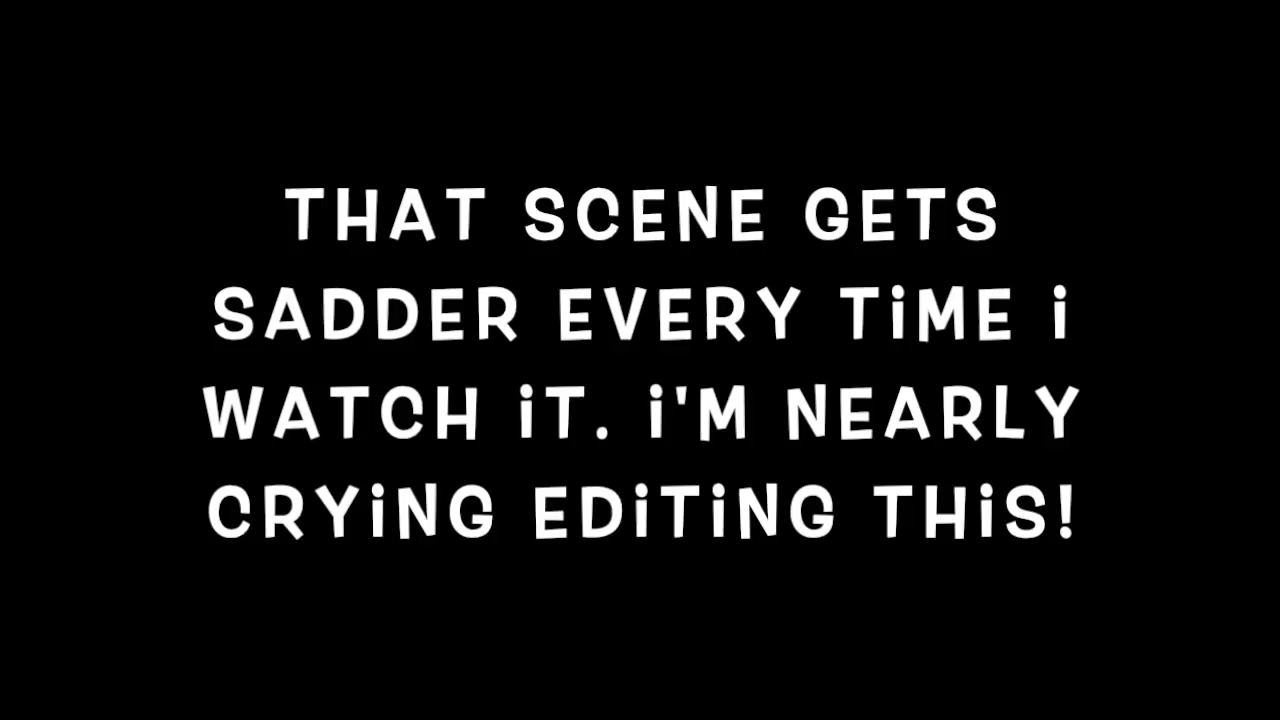 THAT SCENE GETS
SADDER EVERY TiME i
WATCH iT. i'M NEARLY
CRYiNG EDiTiNG THiS!